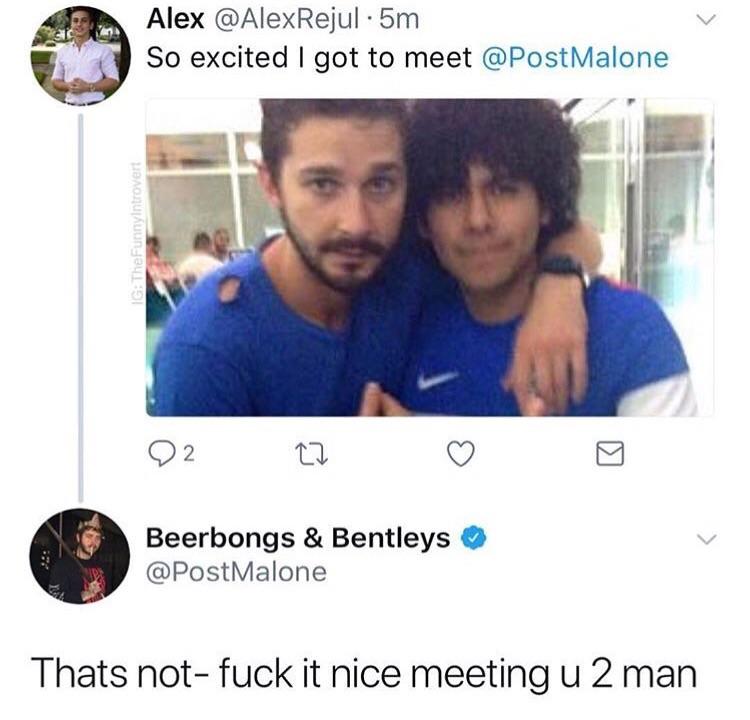 Alex @AlexRejul · 5m
So excited I got to meet @PostMalone
IG: TheFunnyIntrovert
2
Beerbongs & Bentleys
@PostMalone
Thats not- fuck it nice meeting u 2 man